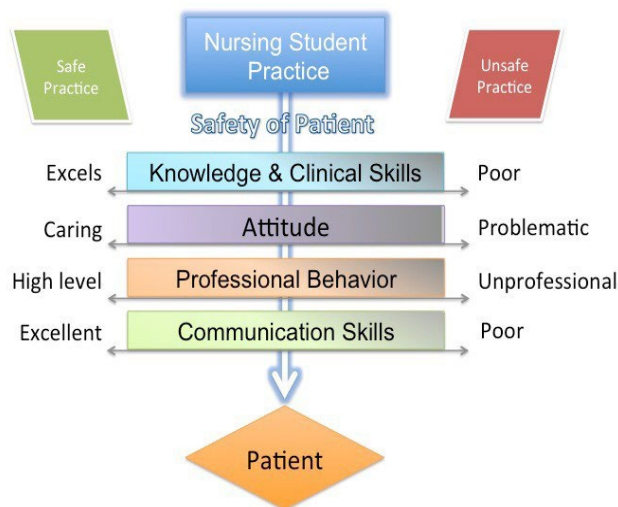 Safe
Practice
Nursing Student
Practice
Unsafe
Practice
Safety of Patient
Excels
Knowledge & Clinical Skills
Poor
Caring
Attitude
Problematic
High level
Professional Behavior
Unprofessional
Excellent
Communication Skills
Poor
Patient